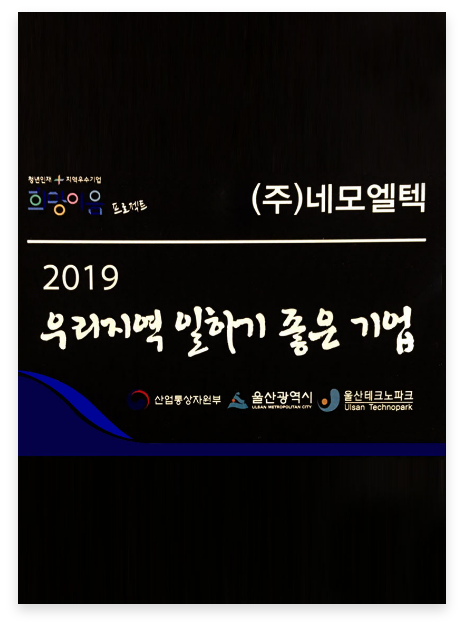 청년인재 + 지역우수기업
희망이음 프로젝트
(주)네모엘텍
2019
우리지역 일하기 좋은 기업
산업통상자원부 울산광역시 ULSAN METROPOLITAN CITY 울산테크노파크 Ulsan Technopark